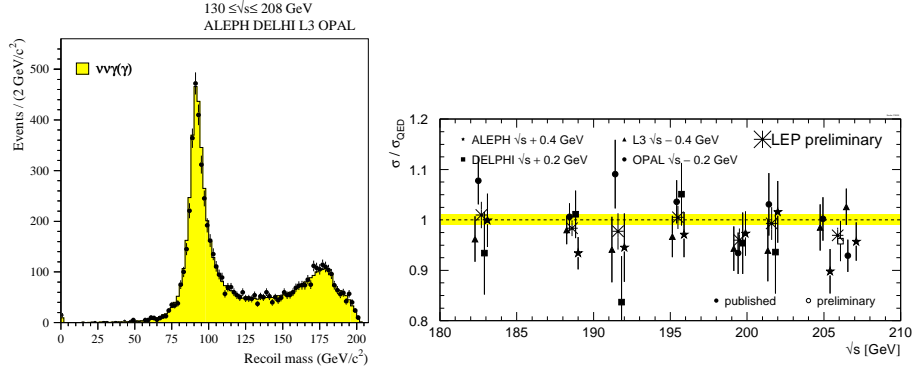 130 ≤√s≤ 208 GeV
ALEPH DELHI L3 OPAL
Events / (2 GeV/c²)
ννγ(γ)
500
400
300
200
100
0
0 25 50 75 100 125 150 175 200
Recoil mass (GeV/c²)
σ / σQED
1.2
1.1
1
0.9
0.8
ALEPH √s + 0.4 GeV
L3 √s − 0.4 GeV
LEP preliminary
DELPHI √s + 0.2 GeV
OPAL √s − 0.2 GeV
published
preliminary
180 185 190 195 200 205 210
√s [GeV]